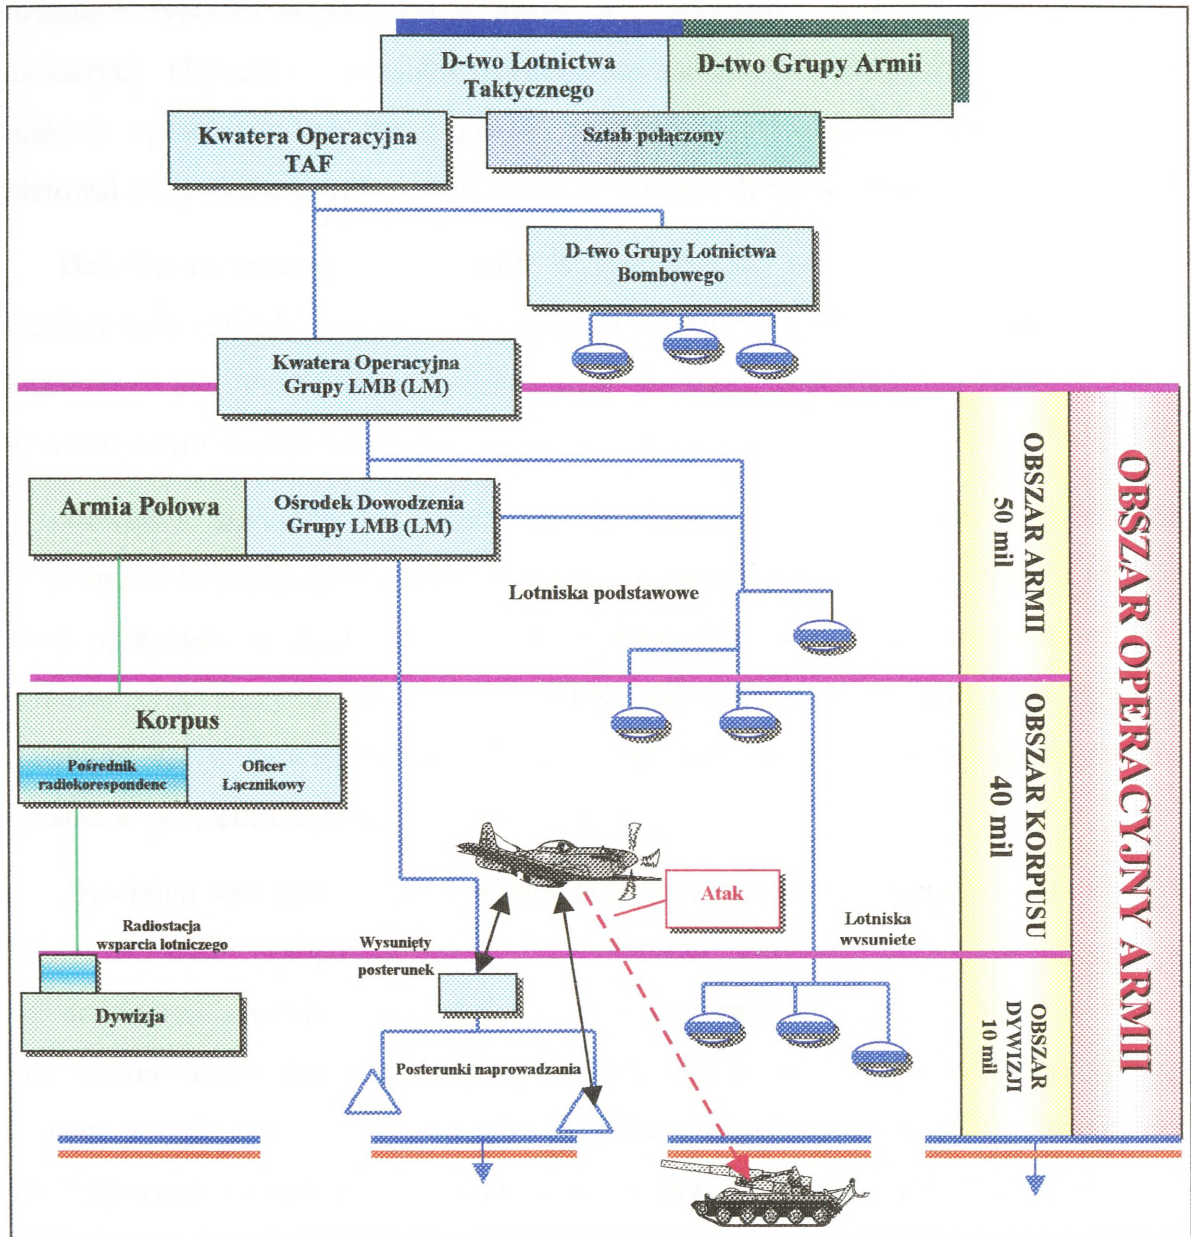 D-two Lotnictwa
Taktycznego
D-two Grupy Armii
Kwatera Operacyjna
TAF
Sztab połączony
D-two Grupy Lotnictwa
Bombowego
Kwatera Operacyjna
Grupy LMB (LM)
Armia Polowa
Ośrodek Dowodzenia
Grupy LMB (LM)
Lotniska podstawowe
Korpus
Pośrednik
radiokorespondenc
Oficer
Łącznikowy
Atak
Radiostacja
wsparcia lotniczego
Wysunięty
posterunek
Lotniska
wysuniete
Dywizja
Posterunki naprowadzania
OBSZAR ARMII
50 mil
OBSZAR KORPUSU
40 mil
OBSZAR
DYWIZJI
10 mil
OBSZAR OPERACYJNY ARMII